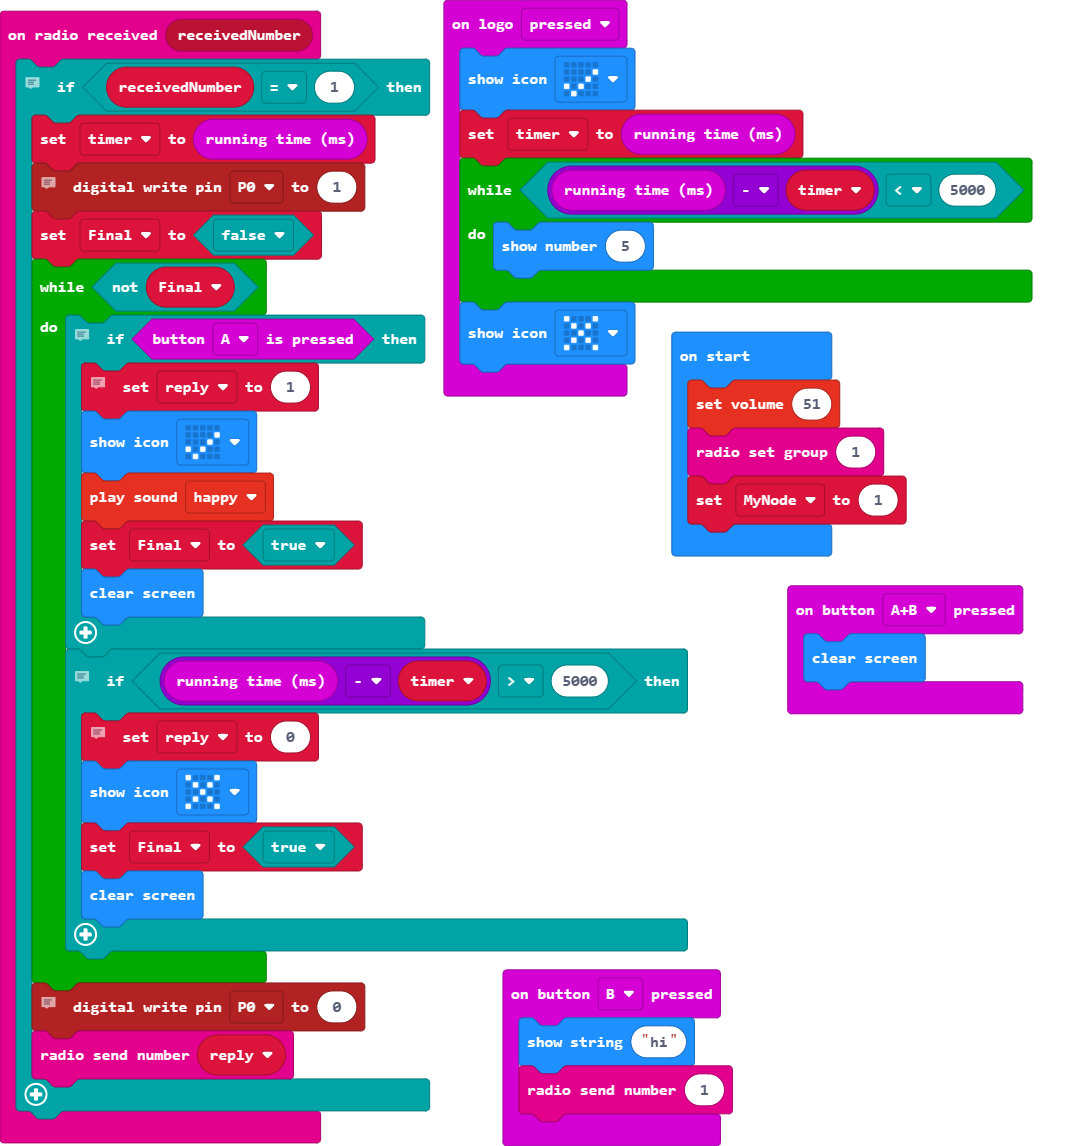 on radio received receivedNumber
if receivedNumber = 1 then
set timer to running time (ms)
digital write pin P0 to 1
set Final to false
while not Final
do
if button A is pressed then
set reply to 1
show icon
play sound happy
set Final to true
clear screen
if running time (ms) - timer > 5000 then
set reply to 0
show icon
set Final to true
clear screen
digital write pin P0 to 0
radio send number reply
on logo pressed
show icon
set timer to running time (ms)
while running time (ms) - timer < 5000
do show number 5
show icon
on start
set volume 51
radio set group 1
set MyNode to 1
on button A+B pressed
clear screen
on button B pressed
show string "hi"
radio send number 1